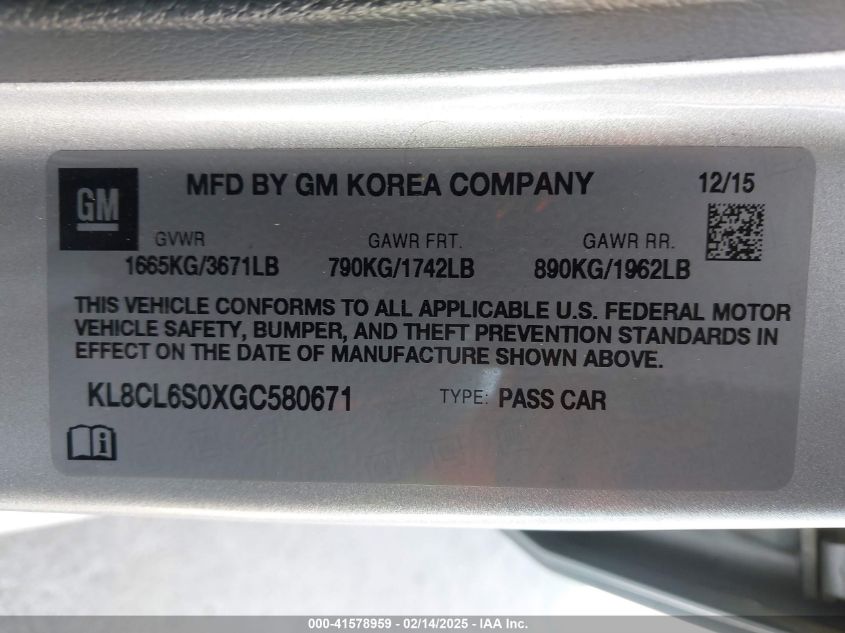 GM
MFD BY GM KOREA COMPANY 12/15
GVWR GAWR FRT. GAWR RR.
1665KG/3671LB 790KG/1742LB 890KG/1962LB
THIS VEHICLE CONFORMS TO ALL APPLICABLE U.S. FEDERAL MOTOR
VEHICLE SAFETY, BUMPER, AND THEFT PREVENTION STANDARDS IN
EFFECT ON THE DATE OF MANUFACTURE SHOWN ABOVE.
KL8CL6S0XGC580671 TYPE: PASS CAR
000-41578959 - 02/14/2025 - IAA Inc.